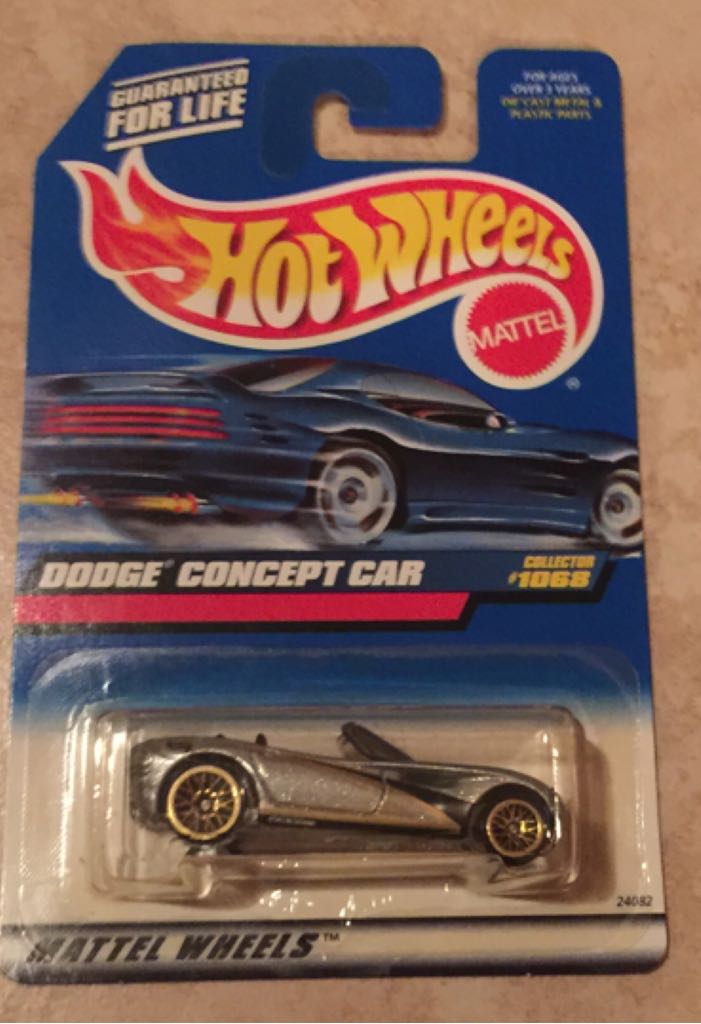 GUARANTEED
FOR LIFE
FOR AGES
OVER 3 YEARS
DIE CAST METAL &
PLASTIC PARTS
HOT WHEELS
MATTEL
®
DODGE® CONCEPT CAR
COLLECTOR
#1068
24082
MATTEL WHEELS™